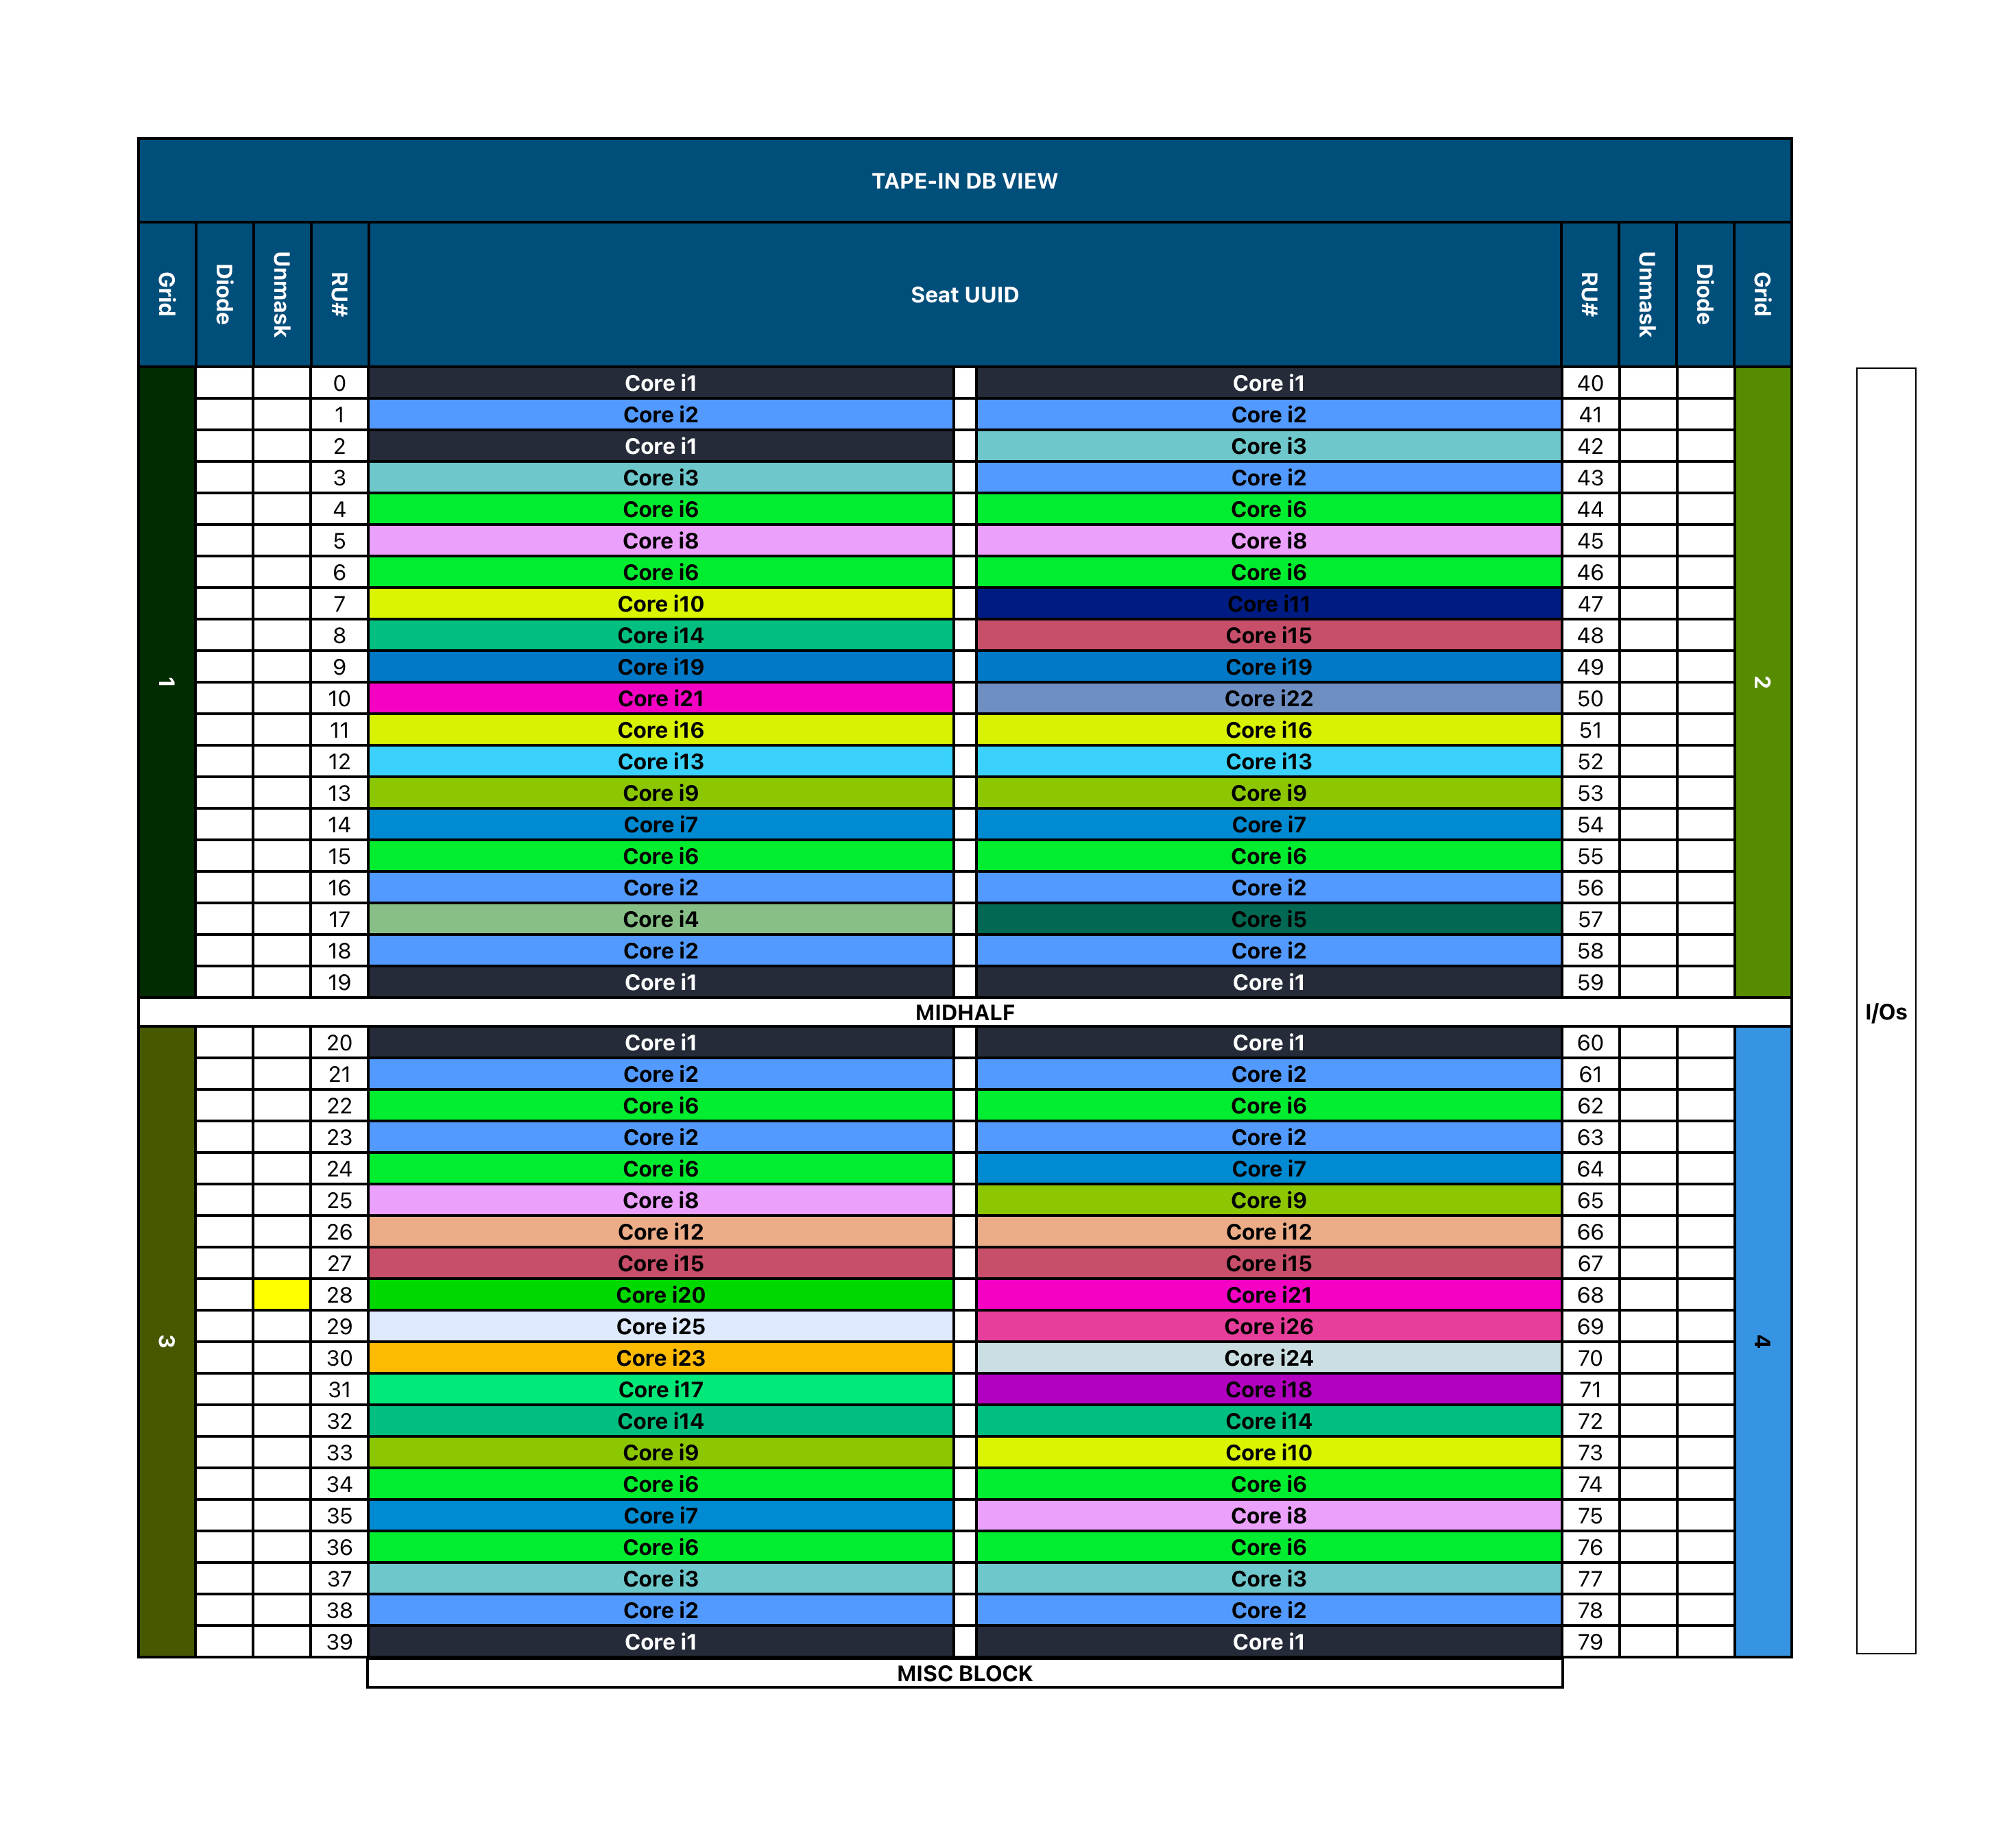 TAPE-IN DB VIEW
Grid Diode Unmask RU# Seat UUID RU# Unmask Diode Grid
0 Core i1 Core i1 40
1 Core i2 Core i2 41
2 Core i1 Core i3 42
3 Core i3 Core i2 43
4 Core i6 Core i6 44
5 Core i8 Core i8 45
6 Core i6 Core i6 46
7 Core i10 Core i11 47
8 Core i14 Core i15 48
9 Core i19 Core i19 49
1 10 Core i21 Core i22 50 2
11 Core i16 Core i16 51
12 Core i13 Core i13 52
13 Core i9 Core i9 53
14 Core i7 Core i7 54
15 Core i6 Core i6 55
16 Core i2 Core i2 56
17 Core i4 Core i5 57
18 Core i2 Core i2 58
19 Core i1 Core i1 59
MIDHALF I/Os
20 Core i1 Core i1 60
21 Core i2 Core i2 61
22 Core i6 Core i6 62
23 Core i2 Core i2 63
24 Core i6 Core i7 64
25 Core i8 Core i9 65
26 Core i12 Core i12 66
27 Core i15 Core i15 67
28 Core i20 Core i21 68
29 Core i25 Core i26 69
3 30 Core i23 Core i24 70 4
31 Core i17 Core i18 71
32 Core i14 Core i14 72
33 Core i9 Core i10 73
34 Core i6 Core i6 74
35 Core i7 Core i8 75
36 Core i6 Core i6 76
37 Core i3 Core i3 77
38 Core i2 Core i2 78
39 Core i1 Core i1 79
MISC BLOCK